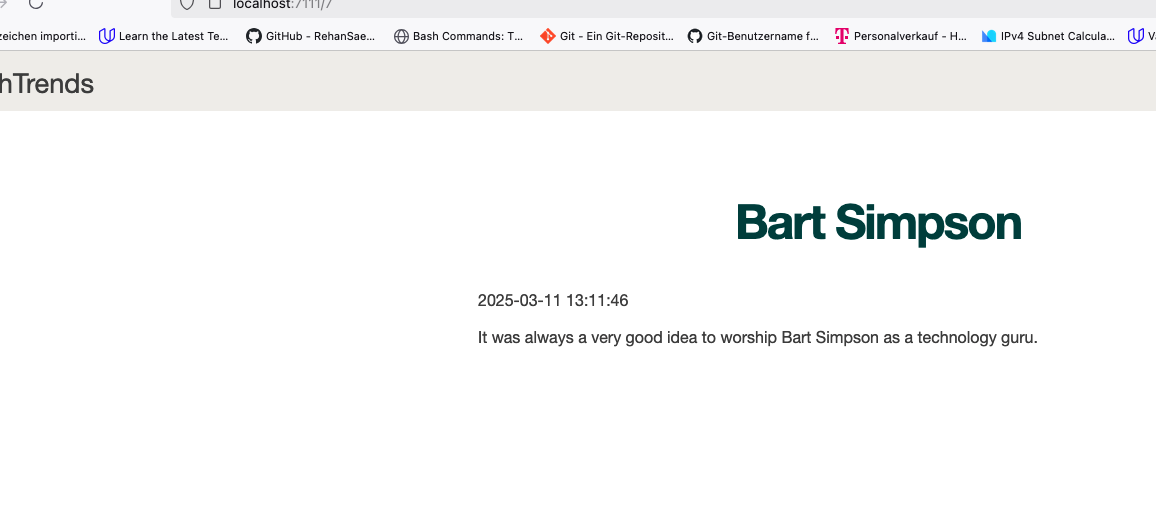 localhost:7111/7
zeichen importi... Learn the Latest Te... GitHub - RehanSae... Bash Commands: T... Git - Ein Git-Reposit... Git-Benutzername f... Personalverkauf - H... IPv4 Subnet Calcula...
hTrends
Bart Simpson
2025-03-11 13:11:46
It was always a very good idea to worship Bart Simpson as a technology guru.